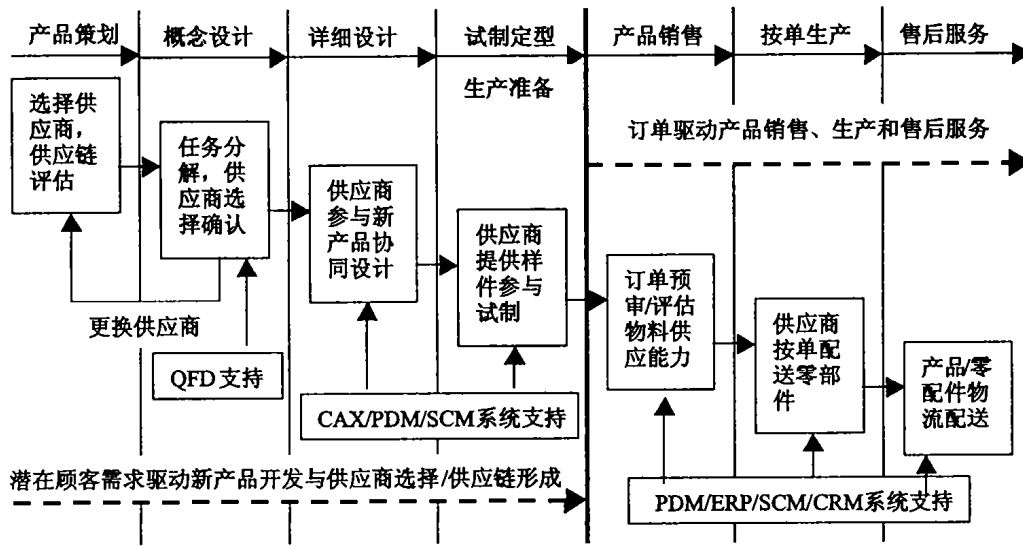 产品策划
概念设计
详细设计
试制定型
产品销售
按单生产
售后服务
生产准备
选择供
应商，
供应链
评估
订单驱动产品销售、生产和售后服务
任务分
解，供
应商选
择确认
供应商
参与新
产品协
同设计
供应商
提供样
件参与
试制
订单预
审/评估
物料供
应能力
供应商
按单配
送零部
件
产品/零
配件物
流配送
更换供应商
QFD支持
CAX/PDM/SCM系统支持
潜在顾客需求驱动新产品开发与供应商选择/供应链形成
PDM/ERP/SCM/CRM系统支持